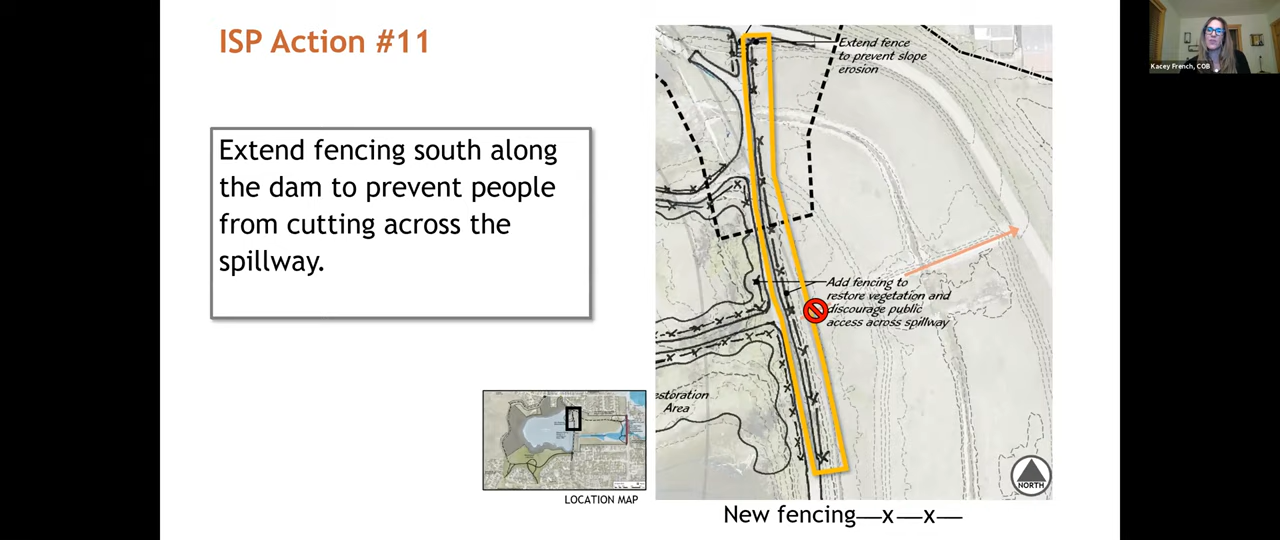 ISP Action #11
Extend fencing south along
the dam to prevent people
from cutting across the
spillway.
Extend fence
to prevent slope
erosion
Add fencing to
restore vegetation and
discourage public
access across spillway
estoration
Area
NORTH
LOCATION MAP
New fencing—x—x—
Kacey French, COB